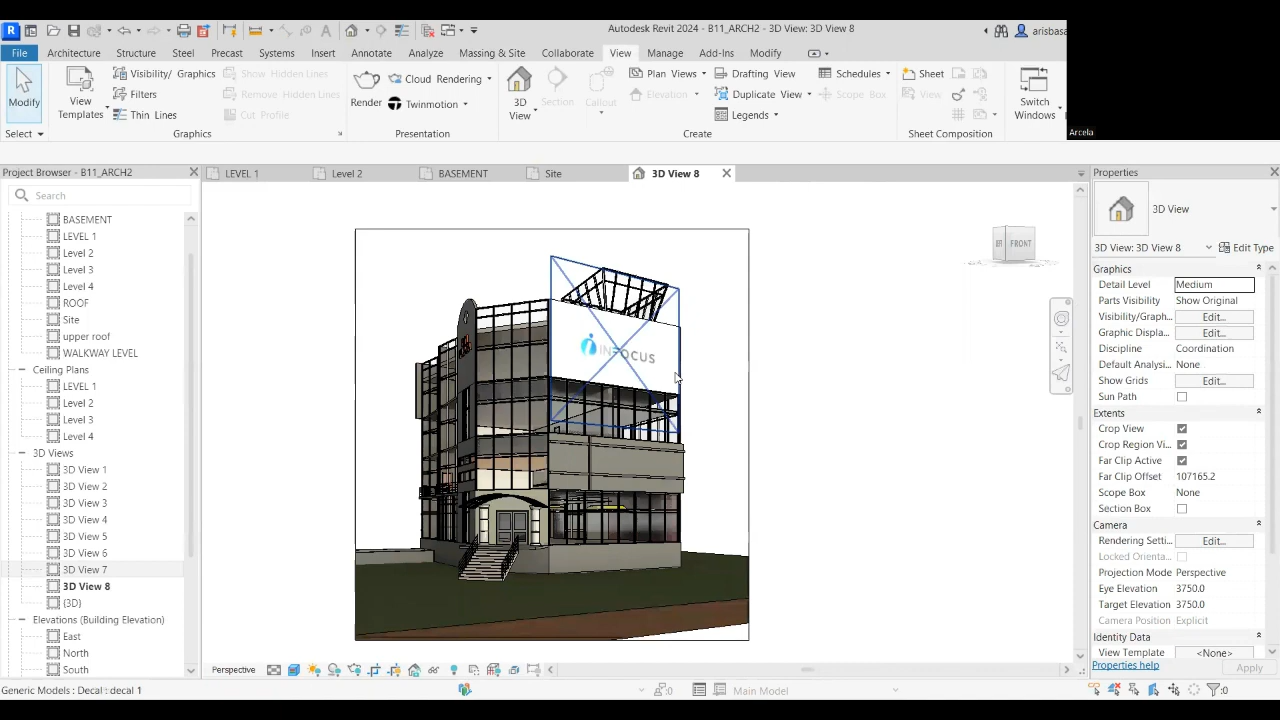 Autodesk Revit 2024 - B11_ARCH2 - 3D View: 3D View 8
arisbasa
File Architecture Structure Steel Precast Systems Insert Annotate Analyze Massing & Site Collaborate View Manage Add-Ins Modify
Modify
Select
View Templates
Visibility/ Graphics
Filters
Thin Lines
Show Hidden Lines
Remove Hidden Lines
Cut Profile
Graphics
Render
Cloud Rendering
Twinmotion
Presentation
3D View
Section
Callout
Plan Views
Elevation
Drafting View
Duplicate View
Legends
Schedules
Scope Box
Create
Sheet
View
Sheet Composition
Switch Windows
Arcela
Project Browser - B11_ARCH2
Search
BASEMENT
LEVEL 1
Level 2
Level 3
Level 4
ROOF
Site
upper roof
WALKWAY LEVEL
Ceiling Plans
LEVEL 1
Level 2
Level 3
Level 4
3D Views
3D View 1
3D View 2
3D View 3
3D View 4
3D View 5
3D View 6
3D View 7
3D View 8
{3D}
Elevations (Building Elevation)
East
North
South
LEVEL 1 Level 2 BASEMENT Site 3D View 8
INFOCUS
FRONT
Properties
3D View
3D View: 3D View 8 Edit Type
Graphics
Detail Level Medium
Parts Visibility Show Original
Visibility/Graph... Edit...
Graphic Displa... Edit...
Discipline Coordination
Default Analysi... None
Show Grids Edit...
Sun Path
Extents
Crop View
Crop Region Vi...
Far Clip Active
Far Clip Offset 107165.2
Scope Box None
Section Box
Camera
Rendering Setti... Edit...
Locked Orienta...
Projection Mode Perspective
Eye Elevation 3750.0
Target Elevation 3750.0
Camera Position Explicit
Identity Data
View Template <None>
Properties help Apply
Perspective
Generic Models : Decal : decal 1
:0
Main Model
:0